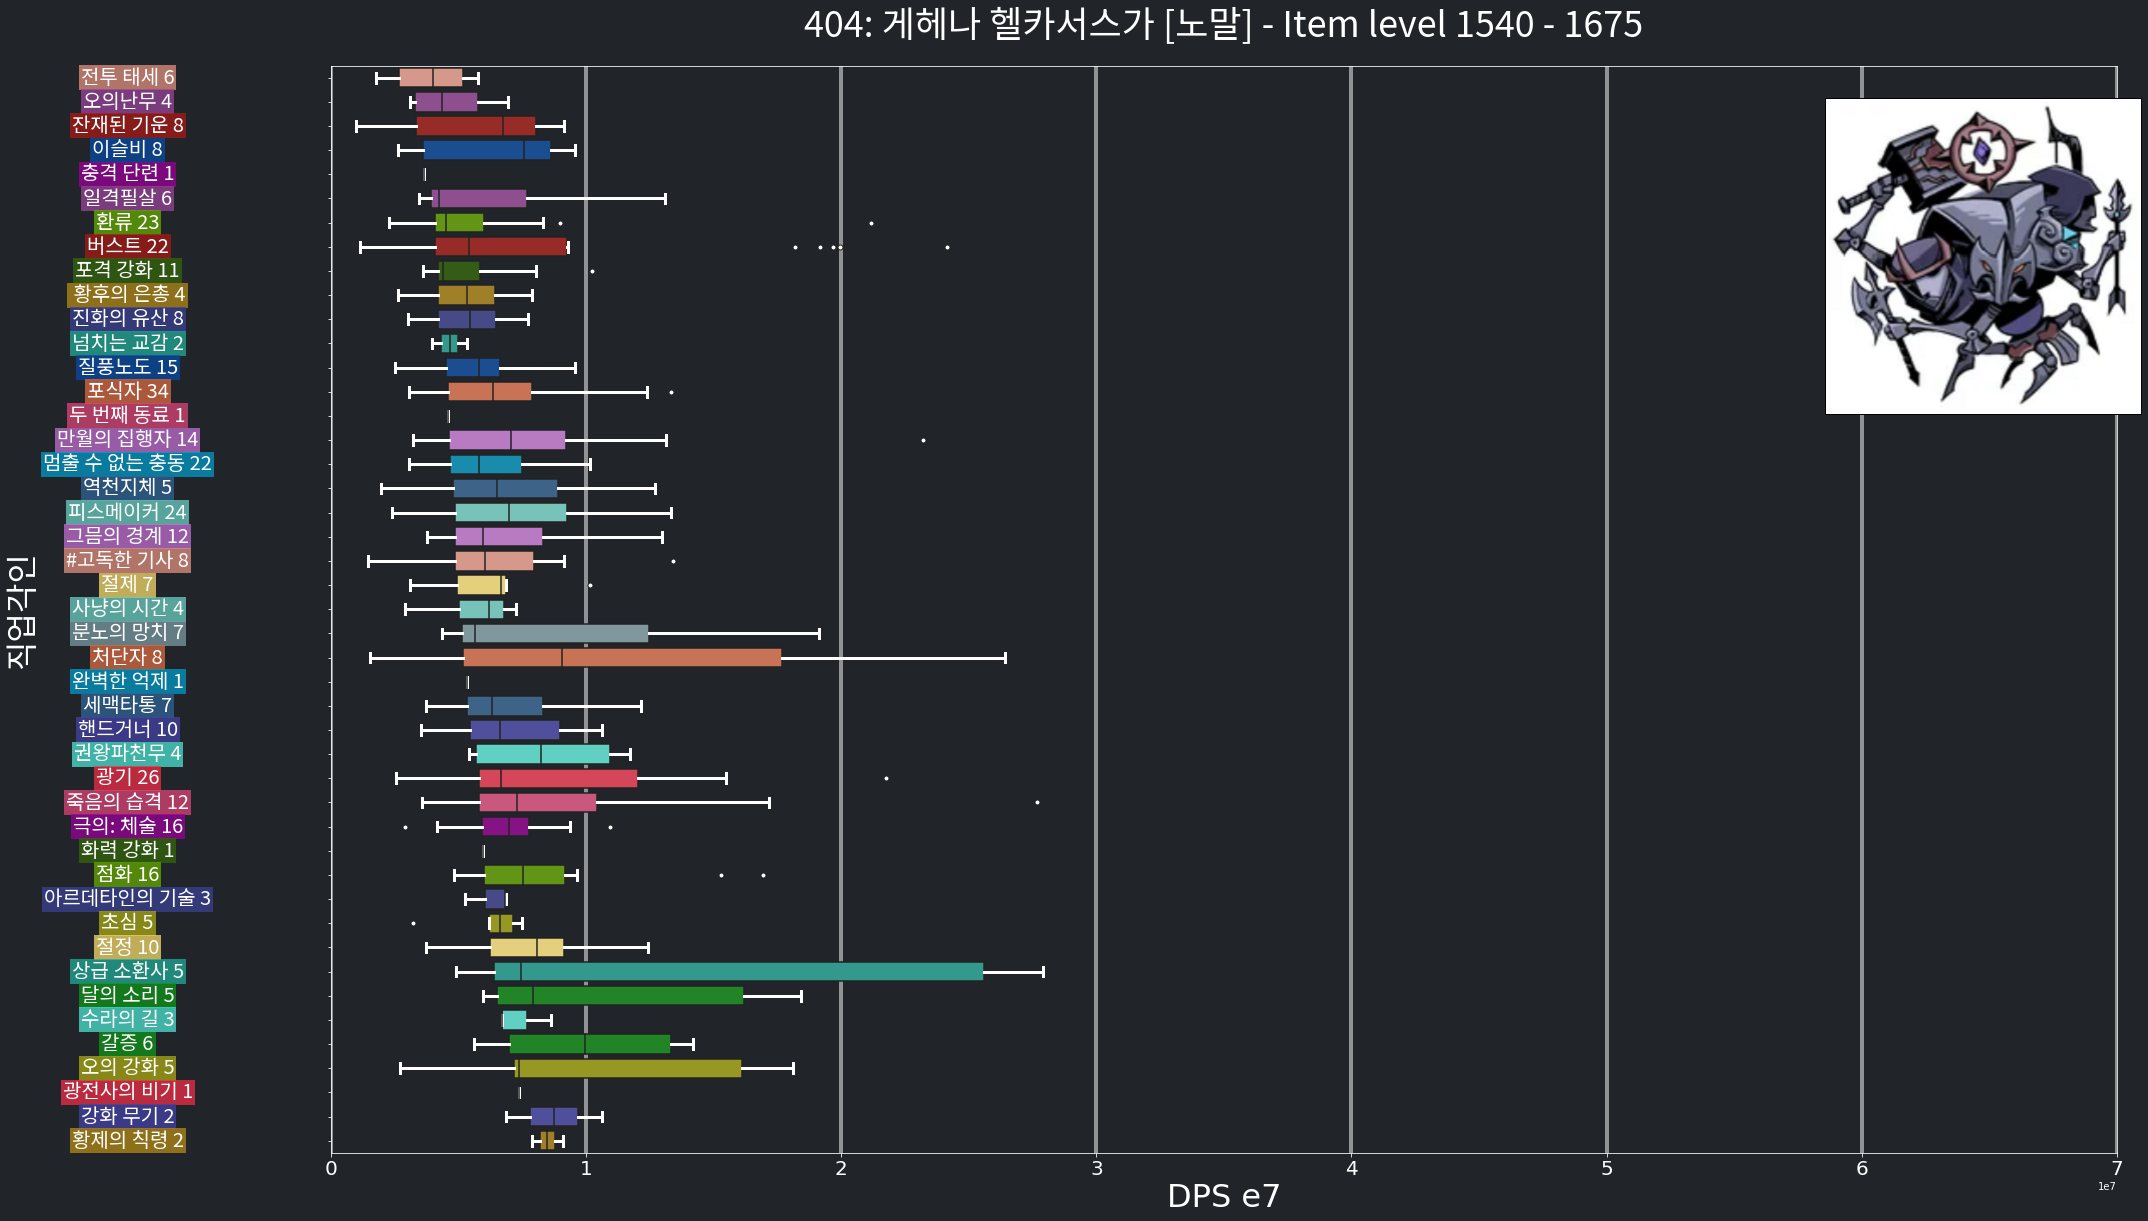 404: 게헤나 헬카서스가 [노말] - Item level 1540 - 1675
전투 태세 6
오의난무 4
잔재된 기운 8
이슬비 8
충격 단련 1
일격필살 6
환류 23
버스트 22
포격 강화 11
황후의 은총 4
진화의 유산 8
넘치는 교감 2
질풍노도 15
포식자 34
두 번째 동료 1
만월의 집행자 14
멈출 수 없는 충동 22
역천지체 5
피스메이커 24
그믐의 경계 12
#고독한 기사 8
절제 7
사냥의 시간 4
분노의 망치 7
처단자 8
완벽한 억제 1
세맥타통 7
핸드거너 10
권왕파천무 4
광기 26
죽음의 습격 12
극의: 체술 16
화력 강화 1
점화 16
아르데타인의 기술 3
초심 5
절정 10
상급 소환사 5
달의 소리 5
수라의 길 3
갈증 6
오의 강화 5
광전사의 비기 1
강화 무기 2
황제의 칙령 2
직업각인
0 1 2 3 4 5 6 7
1e7
DPS e7